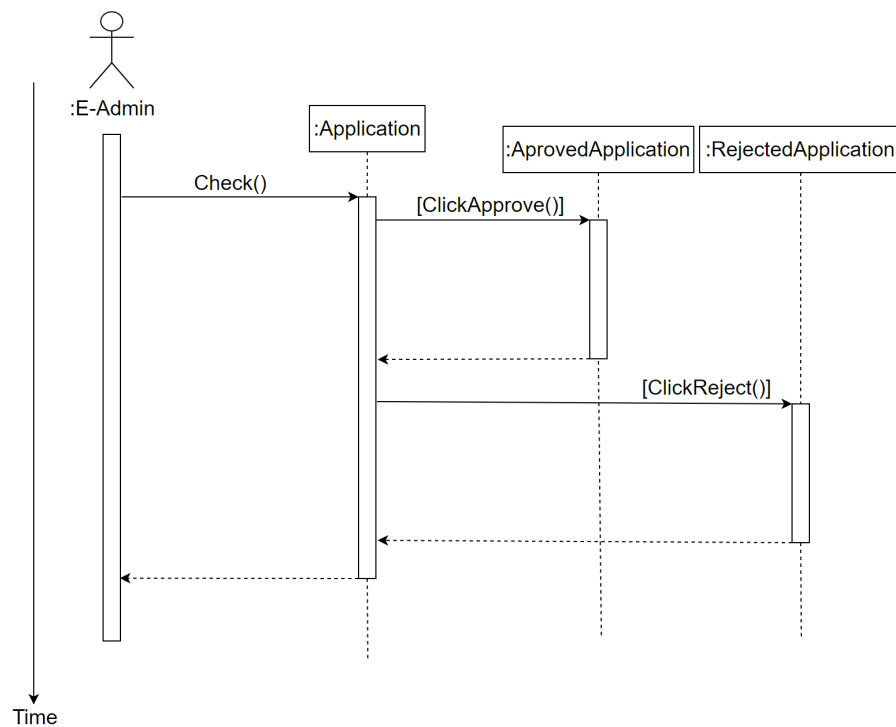 :E-Admin
:Application
:AprovedApplication
:RejectedApplication
Check()
[ClickApprove()]
[ClickReject()]
Time